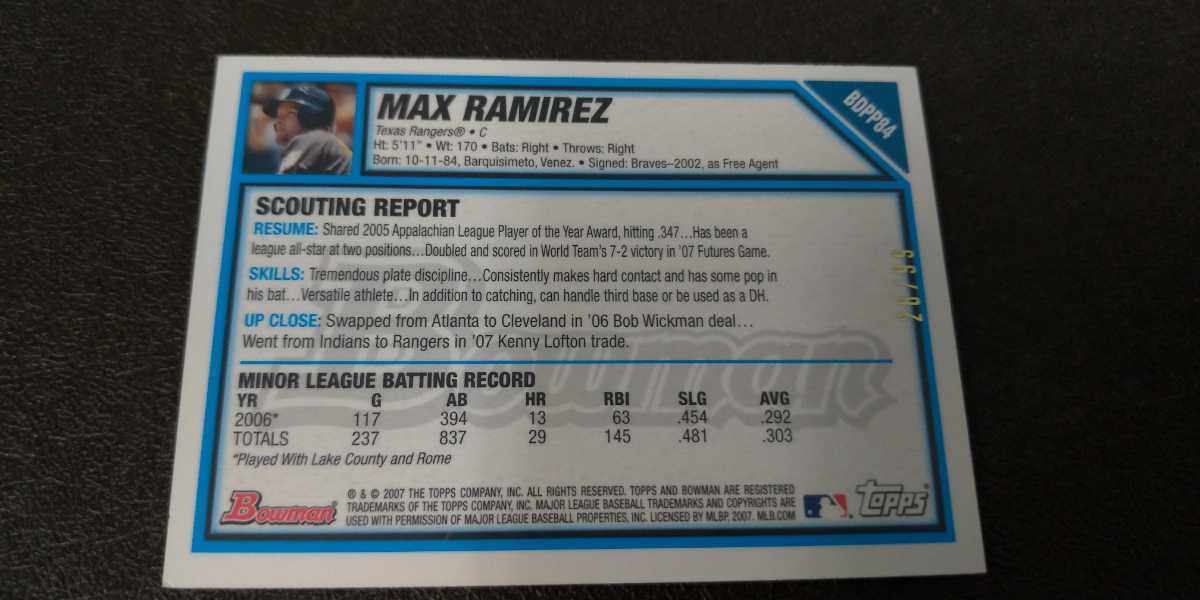 MAX RAMIREZ
BDPP84
Texas Rangers® • C
Ht: 5'11" • Wt: 170 • Bats: Right • Throws: Right
Born: 10-11-84, Barquisimeto, Venez. • Signed: Braves–2002, as Free Agent
SCOUTING REPORT
RESUME: Shared 2005 Appalachian League Player of the Year Award, hitting .347...Has been a
league all-star at two positions...Doubled and scored in World Team's 7-2 victory in '07 Futures Game.
SKILLS: Tremendous plate discipline...Consistently makes hard contact and has some pop in
his bat...Versatile athlete...In addition to catching, can handle third base or be used as a DH.
UP CLOSE: Swapped from Atlanta to Cleveland in '06 Bob Wickman deal...
Went from Indians to Rangers in '07 Kenny Lofton trade.
Bowman
MINOR LEAGUE BATTING RECORD
YR G AB HR RBI SLG AVG
2006* 117 394 13 63 .454 .292
TOTALS 237 837 29 145 .481 .303
*Played With Lake County and Rome
Bowman
® & © 2007 THE TOPPS COMPANY, INC. ALL RIGHTS RESERVED. TOPPS AND BOWMAN ARE REGISTERED
TRADEMARKS OF THE TOPPS COMPANY, INC. MAJOR LEAGUE BASEBALL TRADEMARKS AND COPYRIGHTS ARE
USED WITH PERMISSION OF MAJOR LEAGUE BASEBALL PROPERTIES, INC. LICENSED BY MLBP, 2007. MLB.COM
TOPPS